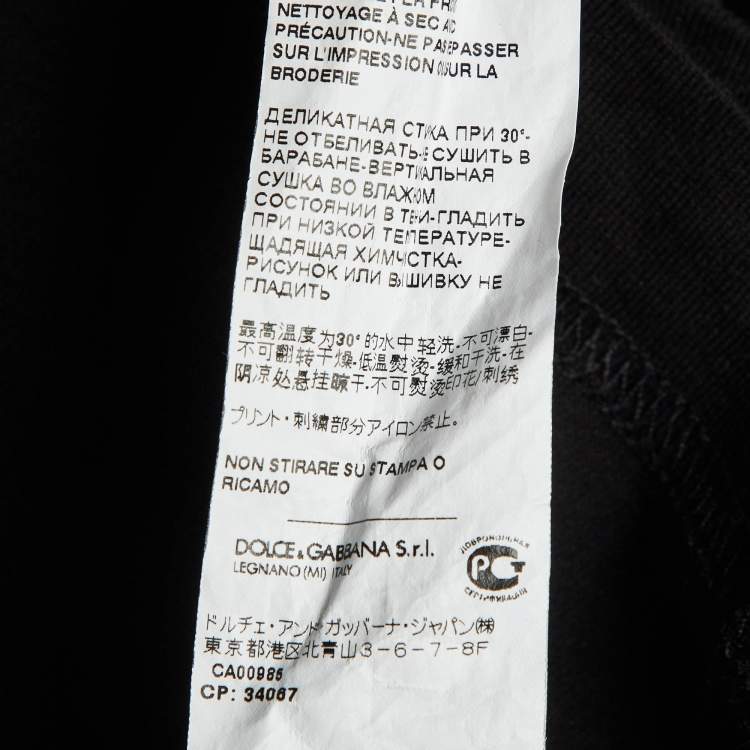 NETTOYAGE À SEC
PRÉCAUTION-NE PASREPASSER
SUR L'IMPRESSION OU SUR LA
BRODERIE
ДЕЛИКАТНАЯ СТИКА ПРИ 30°-
НЕ ОТБЕЛИВАТЬ-Е СУШИТЬ В
БАРАБАНЕ-ВЕРТИКАЛЬНАЯ
СУШКА ВО ВЛАЖНОМ
СОСТОЯНИИ В ТЕНИ-ГЛАДИТЬ
ПРИ НИЗКОЙ ТЕМПЕРАТУРЕ-
ЩАДЯЩАЯ ХИМЧИСТКА-
РИСУНОК ИЛИ ВЫШИВКУ НЕ
ГЛАДИТЬ
最高温度为30°的水中轻洗-不可漂白-
不可翻转干燥-低温熨烫-缓和干洗-在
阴凉处悬挂晾干-不可熨烫印花/刺绣
プリント・刺繍部分アイロン禁止。
NON STIRARE SU STAMPA O
RICAMO
DOLCE & GABBANA S.r.l.
LEGNANO (MI) ITALY
ДОБРОВОЛЬНАЯ
РСТ
СЕРТИФИКАЦИЯ
ドルチェ・アンド ガッバーナ・ジャパン(株)
東京都港区北青山3-6-7-8F
CA00985
CP: 34067